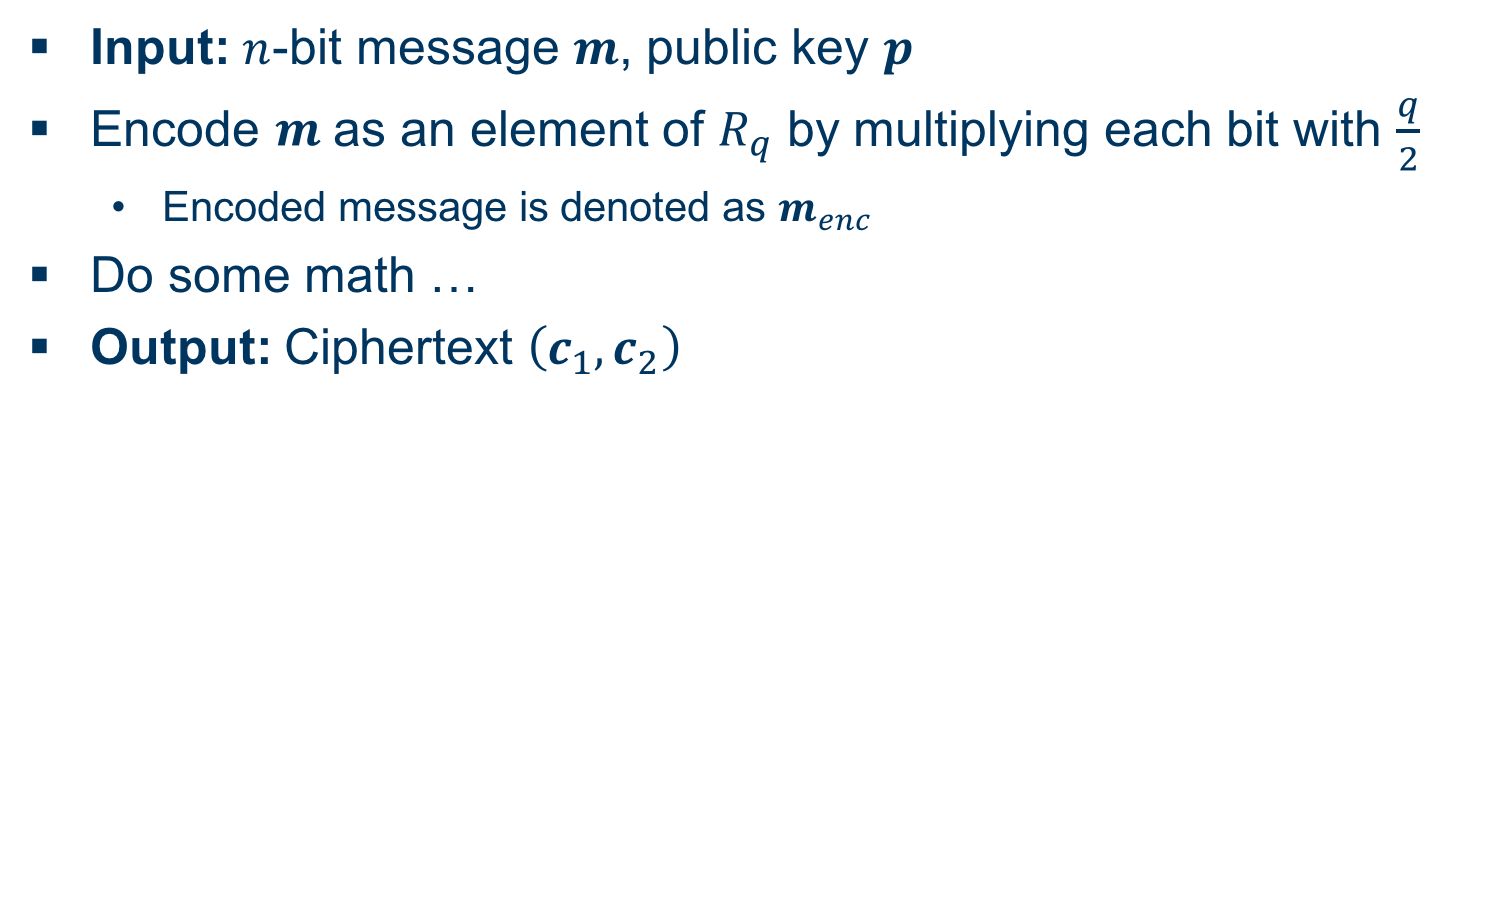 ▪ Input: n-bit message m, public key p
▪ Encode m as an element of R_q by multiplying each bit with q/2
• Encoded message is denoted as m_enc
▪ Do some math …
▪ Output: Ciphertext (c_1, c_2)